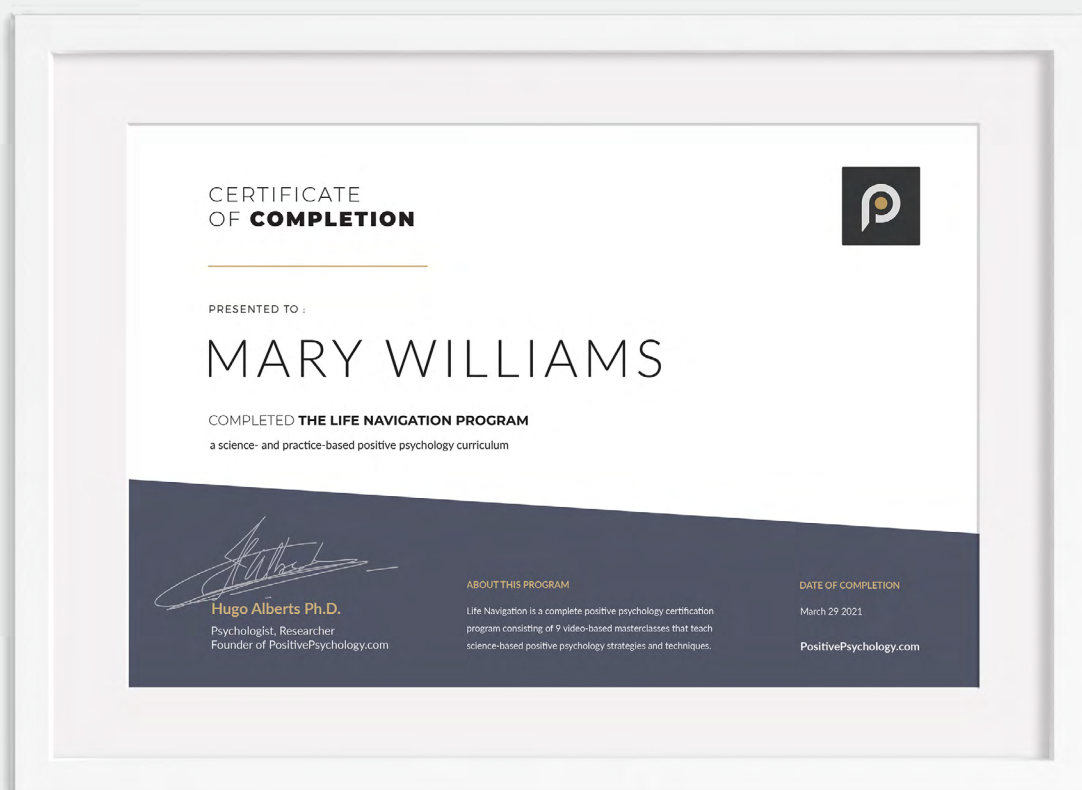 CERTIFICATE
OF COMPLETION
PRESENTED TO :
MARY WILLIAMS
COMPLETED THE LIFE NAVIGATION PROGRAM
a science- and practice-based positive psychology curriculum
Hugo Alberts Ph.D.
Psychologist, Researcher
Founder of PositivePsychology.com
ABOUT THIS PROGRAM
Life Navigation is a complete positive psychology certification
program consisting of 9 video-based masterclasses that teach
science-based positive psychology strategies and techniques.
DATE OF COMPLETION
March 29 2021
PositivePsychology.com